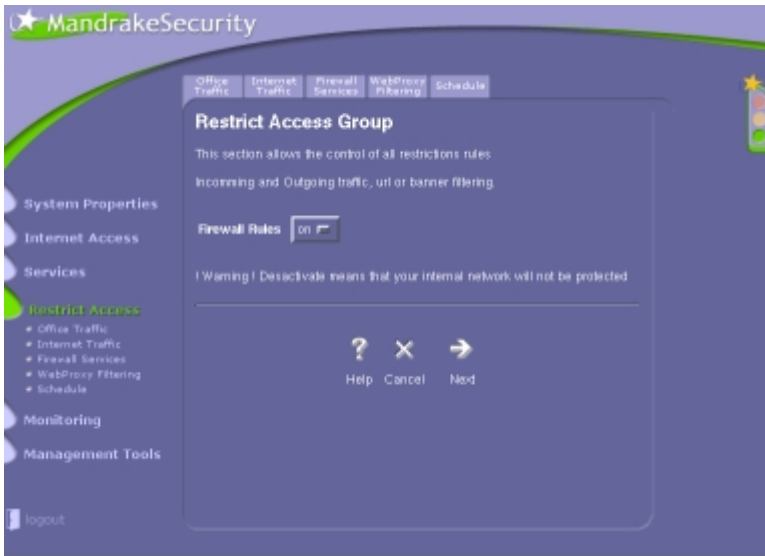 MandrakeSecurity
Office Traffic
Internet Traffic
Firewall Services
WebProxy Filtering
Schedule
Restrict Access Group
This section allows the control of all restrictions rules
Incomming and Outgoing traffic, url or banner filtering.
Firewall Rules on
! Warning ! Desactivate means that your internal network will not be protected
Help Cancel Next
System Properties
Internet Access
Services
Restrict Access
Office Traffic
Internet Traffic
Firewall Services
WebProxy Filtering
Schedule
Monitoring
Management Tools
logout